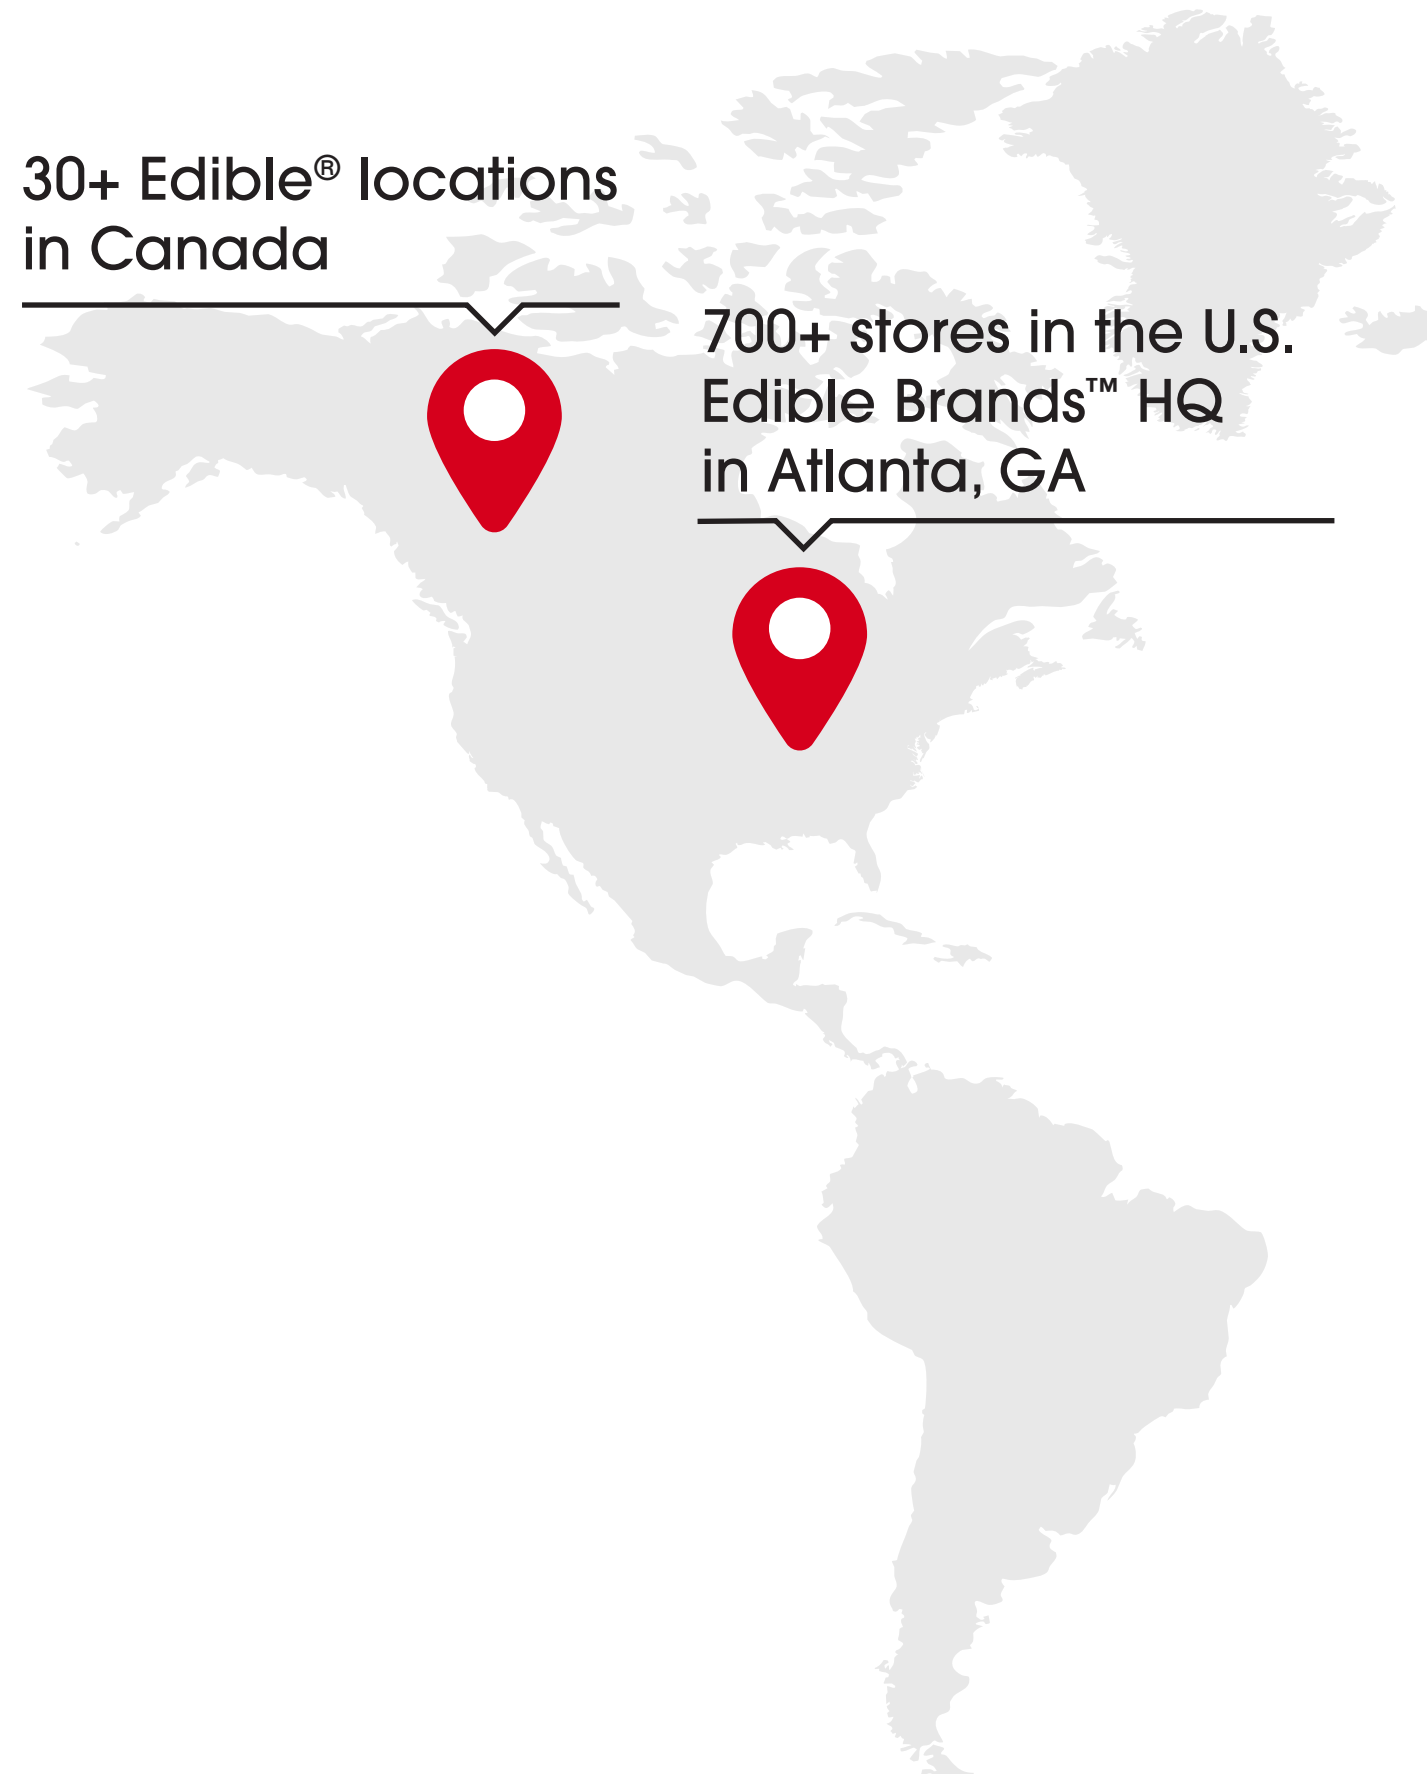 30+ Edible® locations
in Canada
700+ stores in the U.S.
Edible Brands™ HQ
in Atlanta, GA